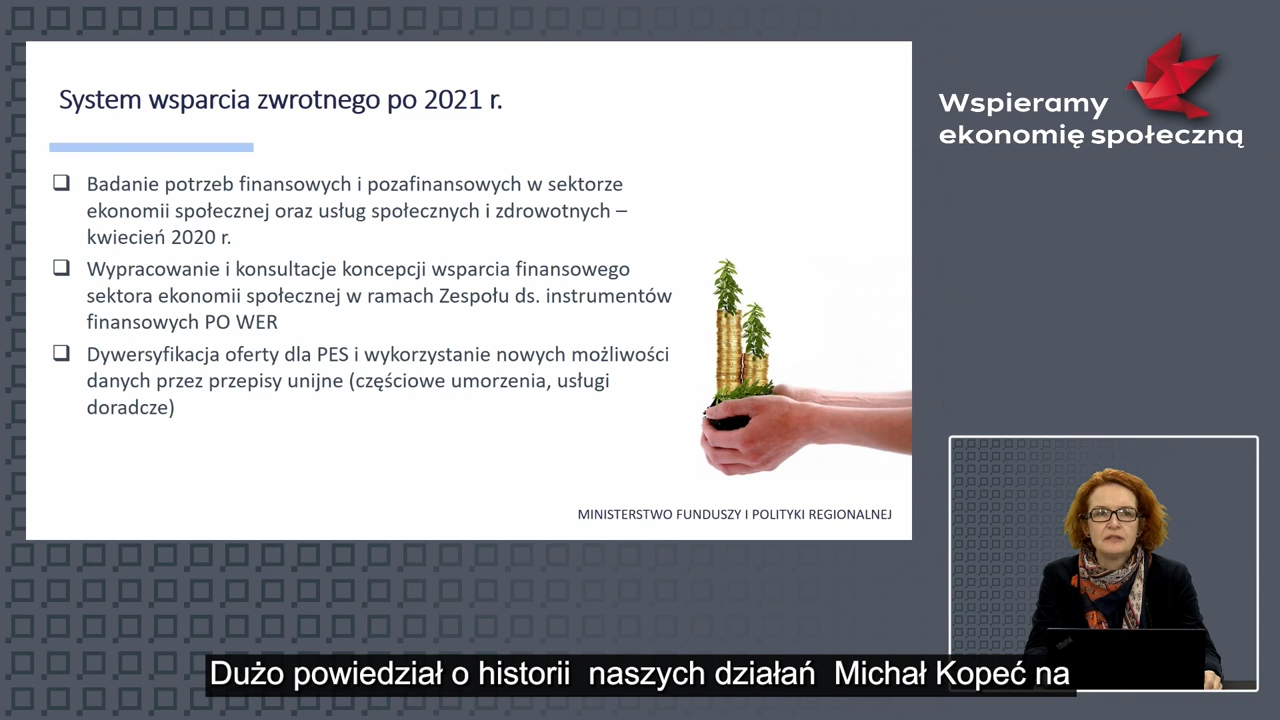 System wsparcia zwrotnego po 2021 r.
Badanie potrzeb finansowych i pozafinansowych w sektorze
ekonomii społecznej oraz usług społecznych i zdrowotnych –
kwiecień 2020 r.
Wypracowanie i konsultacje koncepcji wsparcia finansowego
sektora ekonomii społecznej w ramach Zespołu ds. instrumentów
finansowych PO WER
Dywersyfikacja oferty dla PES i wykorzystanie nowych możliwości
danych przez przepisy unijne (częściowe umorzenia, usługi
doradcze)
MINISTERSTWO FUNDUSZY I POLITYKI REGIONALNEJ
Wspieramy
ekonomię społeczną
Dużo powiedział o historii naszych działań Michał Kopeć na